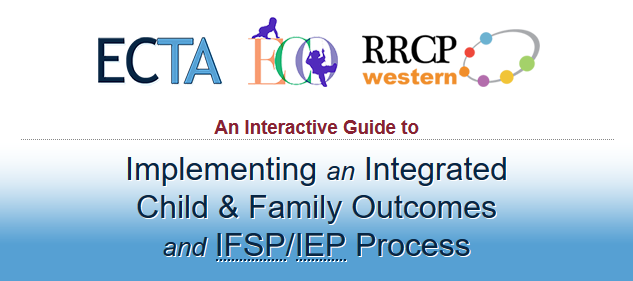 ECTA ECO RRCP
western
An Interactive Guide to
Implementing an Integrated
Child & Family Outcomes
and IFSP/IEP Process